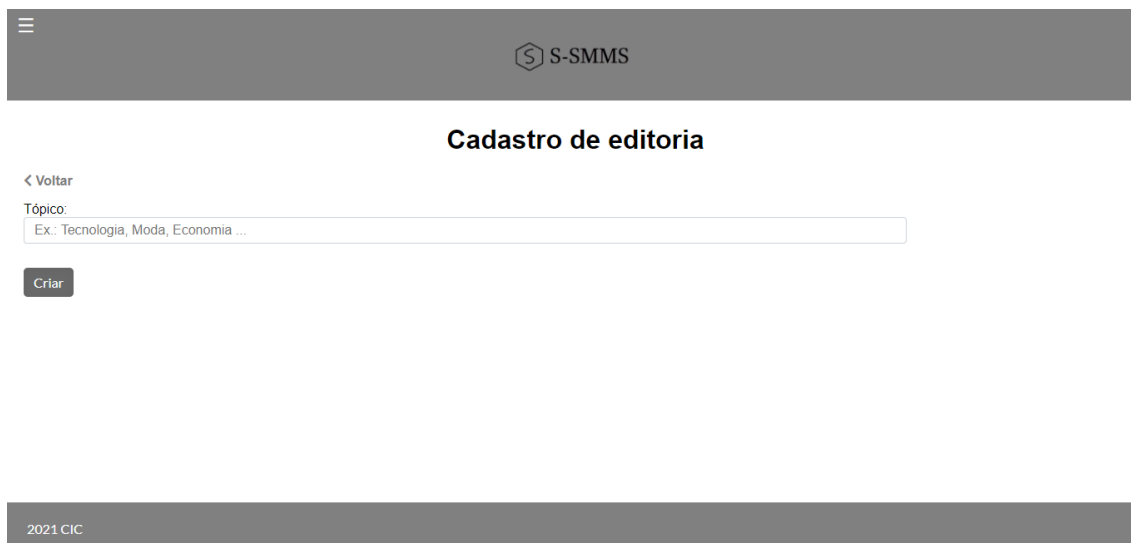 S-SMMS
Cadastro de editoria
Voltar
Tópico:
Ex.: Tecnologia, Moda, Economia ...
Criar
2021 CIC